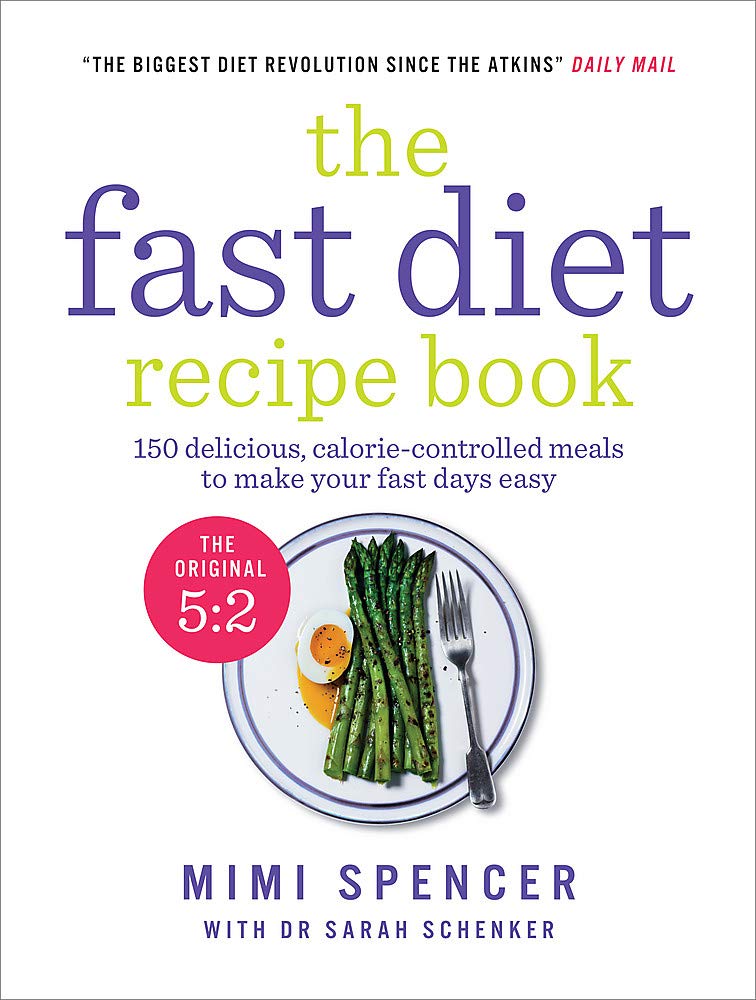 “THE BIGGEST DIET REVOLUTION SINCE THE ATKINS” DAILY MAIL
the
fast diet
recipe book
150 delicious, calorie-controlled meals
to make your fast days easy
THE
ORIGINAL
5:2
MIMI SPENCER
WITH DR SARAH SCHENKER